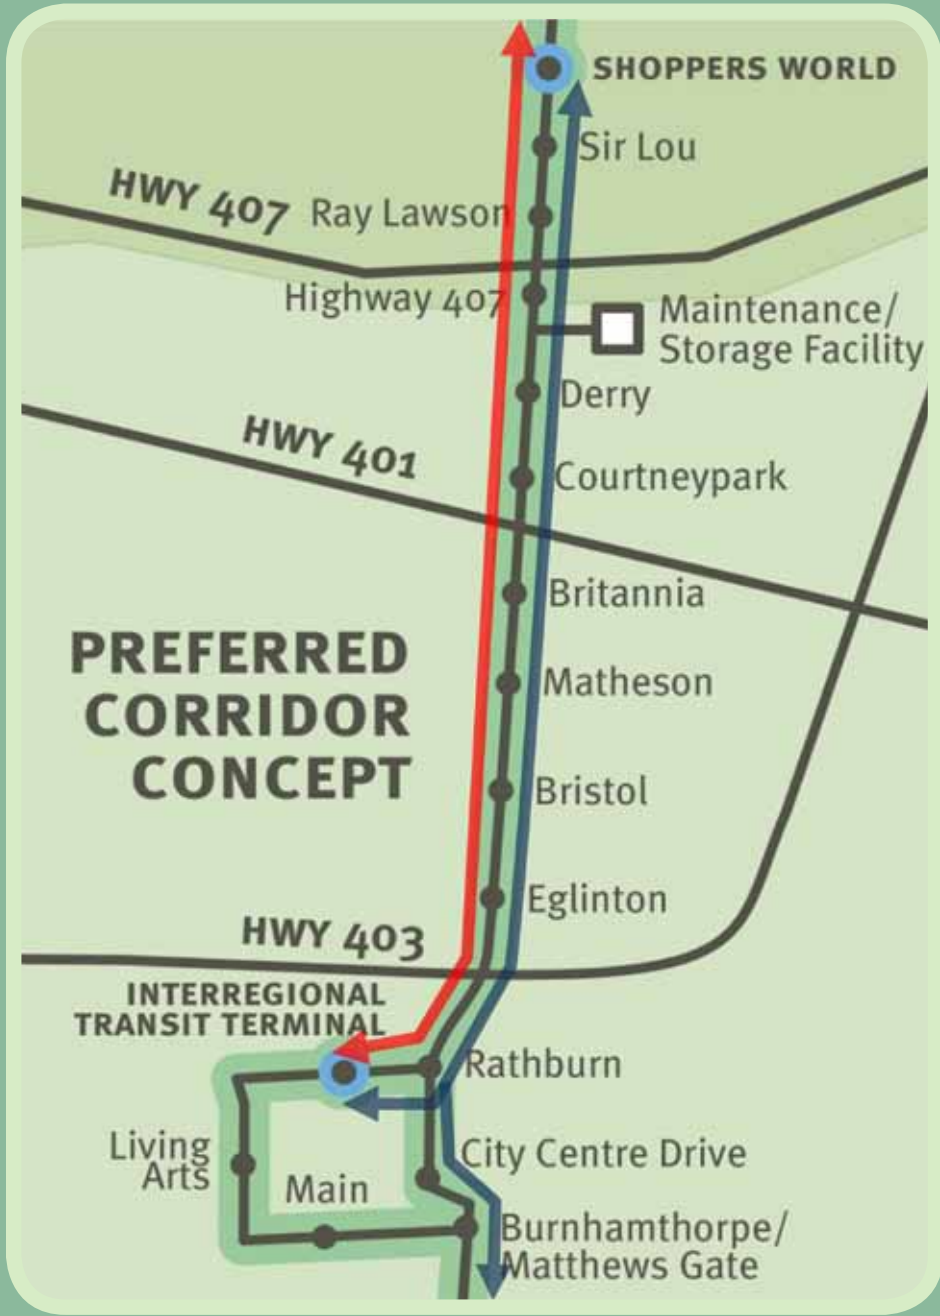 SHOPPERS WORLD
Sir Lou
HWY 407
Ray Lawson
Highway 407
Maintenance/
Storage Facility
Derry
HWY 401
Courtneypark
Britannia
PREFERRED
CORRIDOR
CONCEPT
Matheson
Bristol
Eglinton
HWY 403
INTERREGIONAL
TRANSIT TERMINAL
Rathburn
Living
Arts
Main
City Centre Drive
Burnhamthorpe/
Matthews Gate